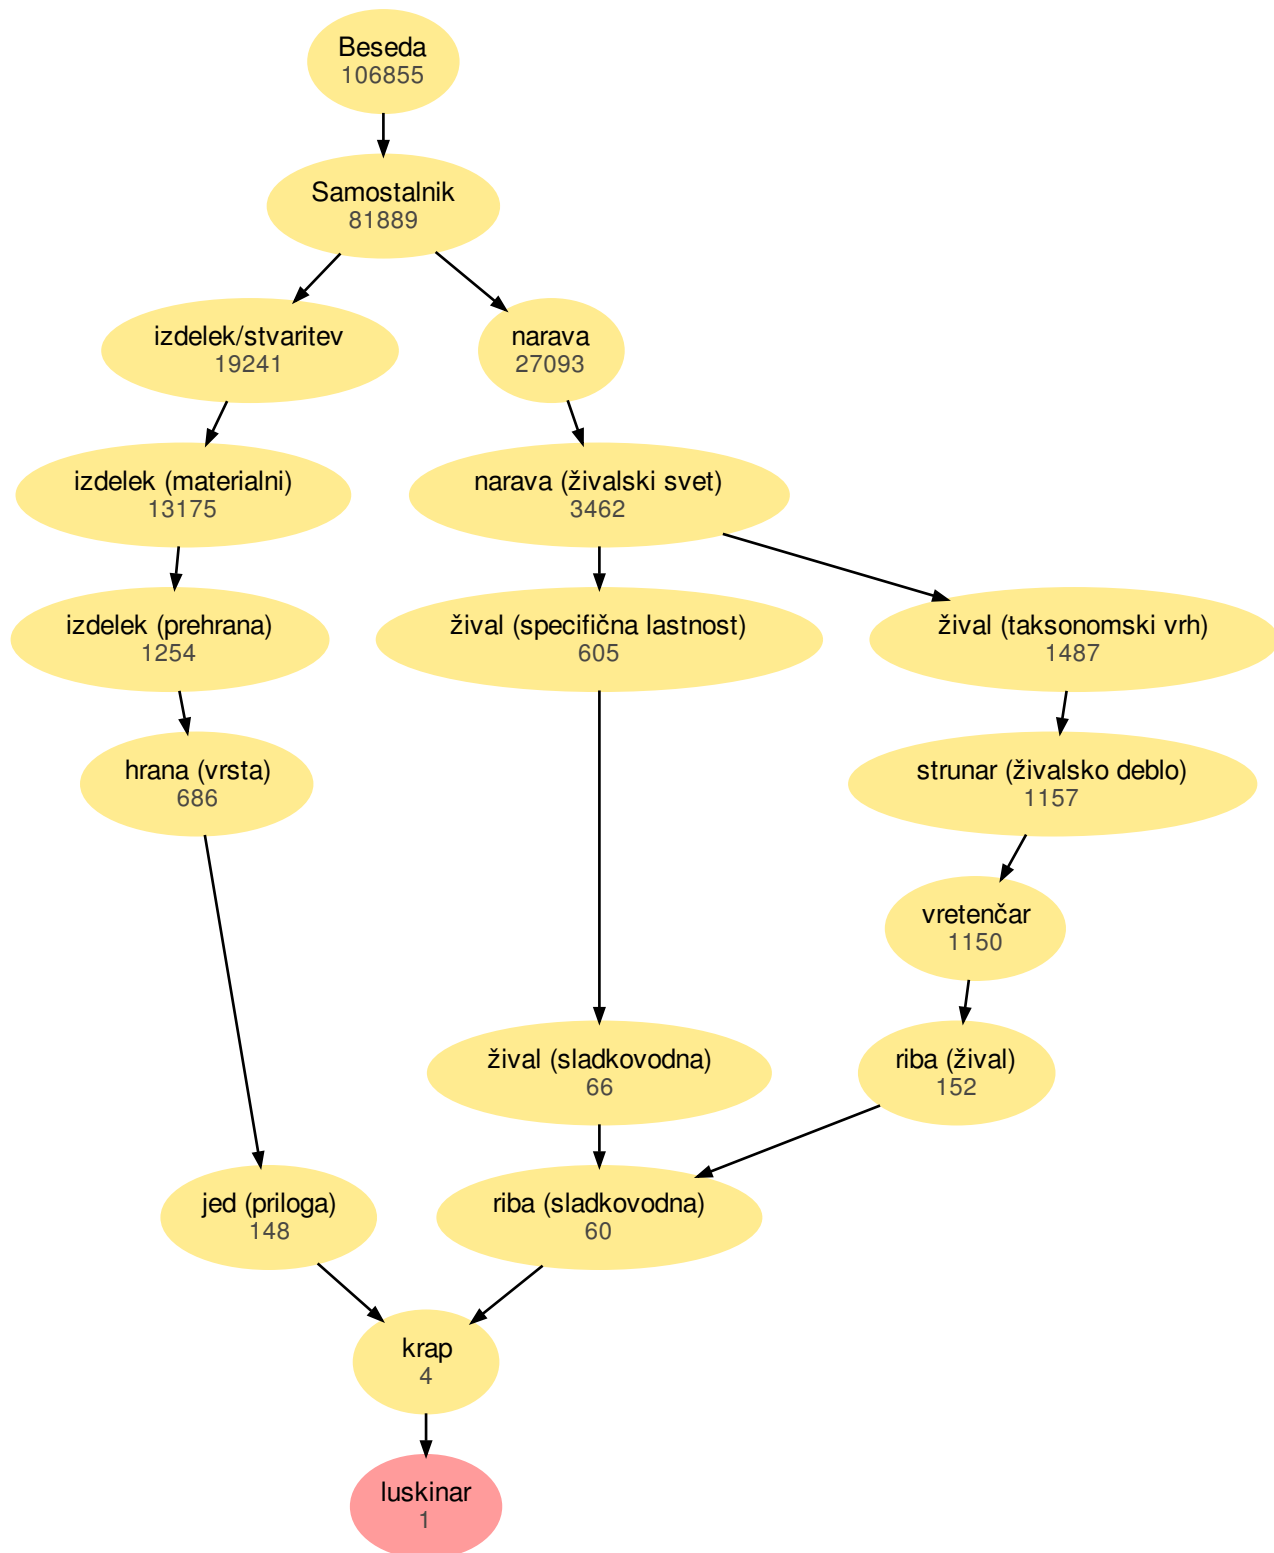 Beseda
106855
Samostalnik
81889
izdelek/stvaritev
19241
narava
27093
izdelek (materialni)
13175
narava (živalski svet)
3462
izdelek (prehrana)
1254
žival (specifična lastnost)
605
žival (taksonomski vrh)
1487
hrana (vrsta)
686
strunar (živalsko deblo)
1157
vretenčar
1150
žival (sladkovodna)
66
riba (žival)
152
jed (priloga)
148
riba (sladkovodna)
60
krap
4
luskinar
1